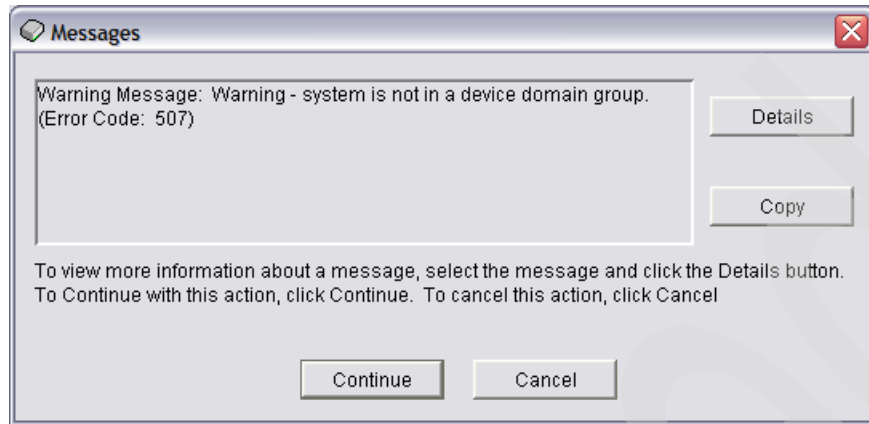 Messages
Warning Message: Warning - system is not in a device domain group.
(Error Code: 507)
Details
Copy
To view more information about a message, select the message and click the Details button.
To Continue with this action, click Continue. To cancel this action, click Cancel
Continue
Cancel